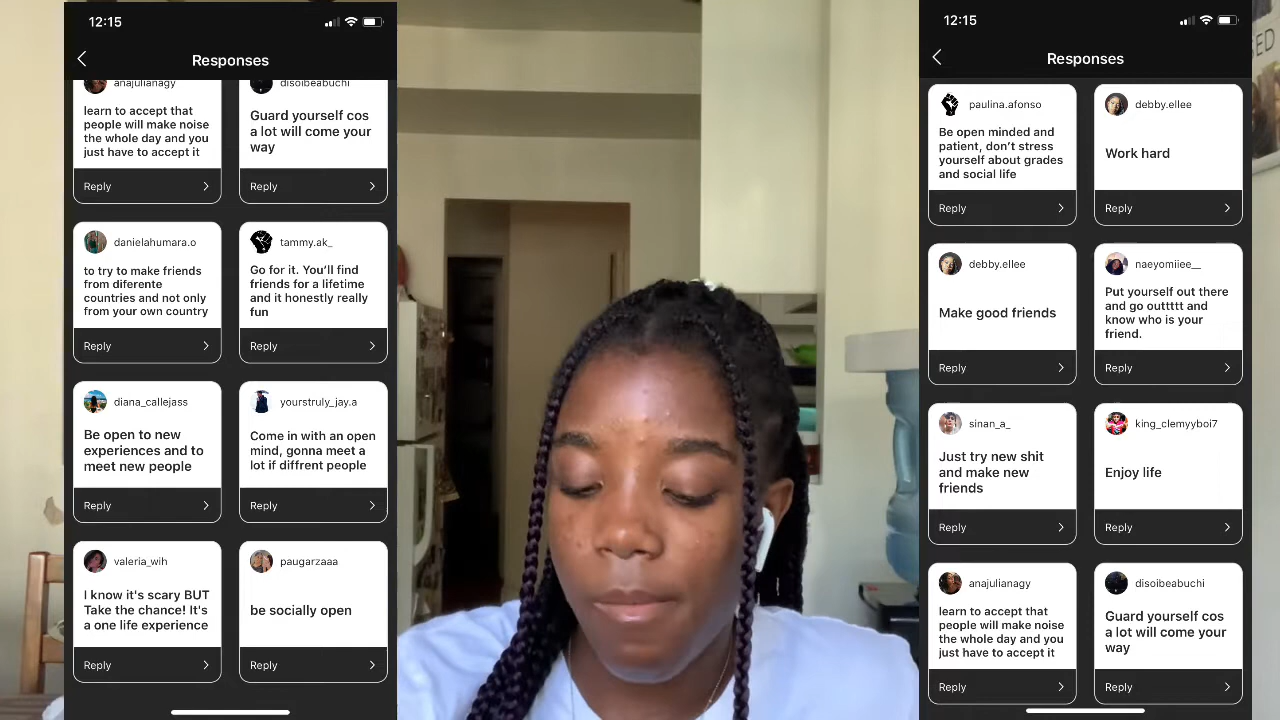 12:15
Responses
anajulianagy
learn to accept that
people will make noise
the whole day and you
just have to accept it
Reply
disoibeabuchi
Guard yourself cos
a lot will come your
way
Reply
danielahumara.o
to try to make friends
from diferente
countries and not only
from your own country
Reply
tammy.ak_
Go for it. You'll find
friends for a lifetime
and it honestly really
fun
Reply
diana_callejass
Be open to new
experiences and to
meet new people
Reply
yourstruly_jay.a
Come in with an open
mind, gonna meet a
lot if diffrent people
Reply
valeria_wih
I know it's scary BUT
Take the chance! It's
a one life experience
Reply
paugarzaaa
be socially open
Reply
12:15
Responses
paulina.afonso
Be open minded and
patient, don't stress
yourself about grades
and social life
Reply
debby.ellee
Work hard
Reply
debby.ellee
Make good friends
Reply
naeyomiiee__
Put yourself out there
and go outtttt and
know who is your
friend.
Reply
sinan_a_
Just try new shit
and make new
friends
Reply
king_clemyyboi7
Enjoy life
Reply
anajulianagy
learn to accept that
people will make noise
the whole day and you
just have to accept it
Reply
disoibeabuchi
Guard yourself cos
a lot will come your
way
Reply